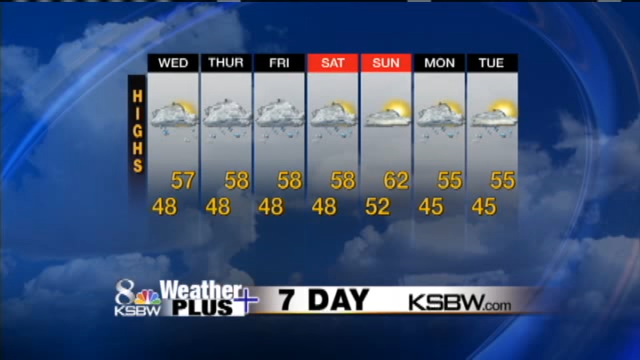 WED THUR FRI SAT SUN MON TUE
HIGHS
57 58 58 58 62 55 55
48 48 48 48 52 45 45
8 KSBW Weather PLUS+ 7 DAY KSBW.com